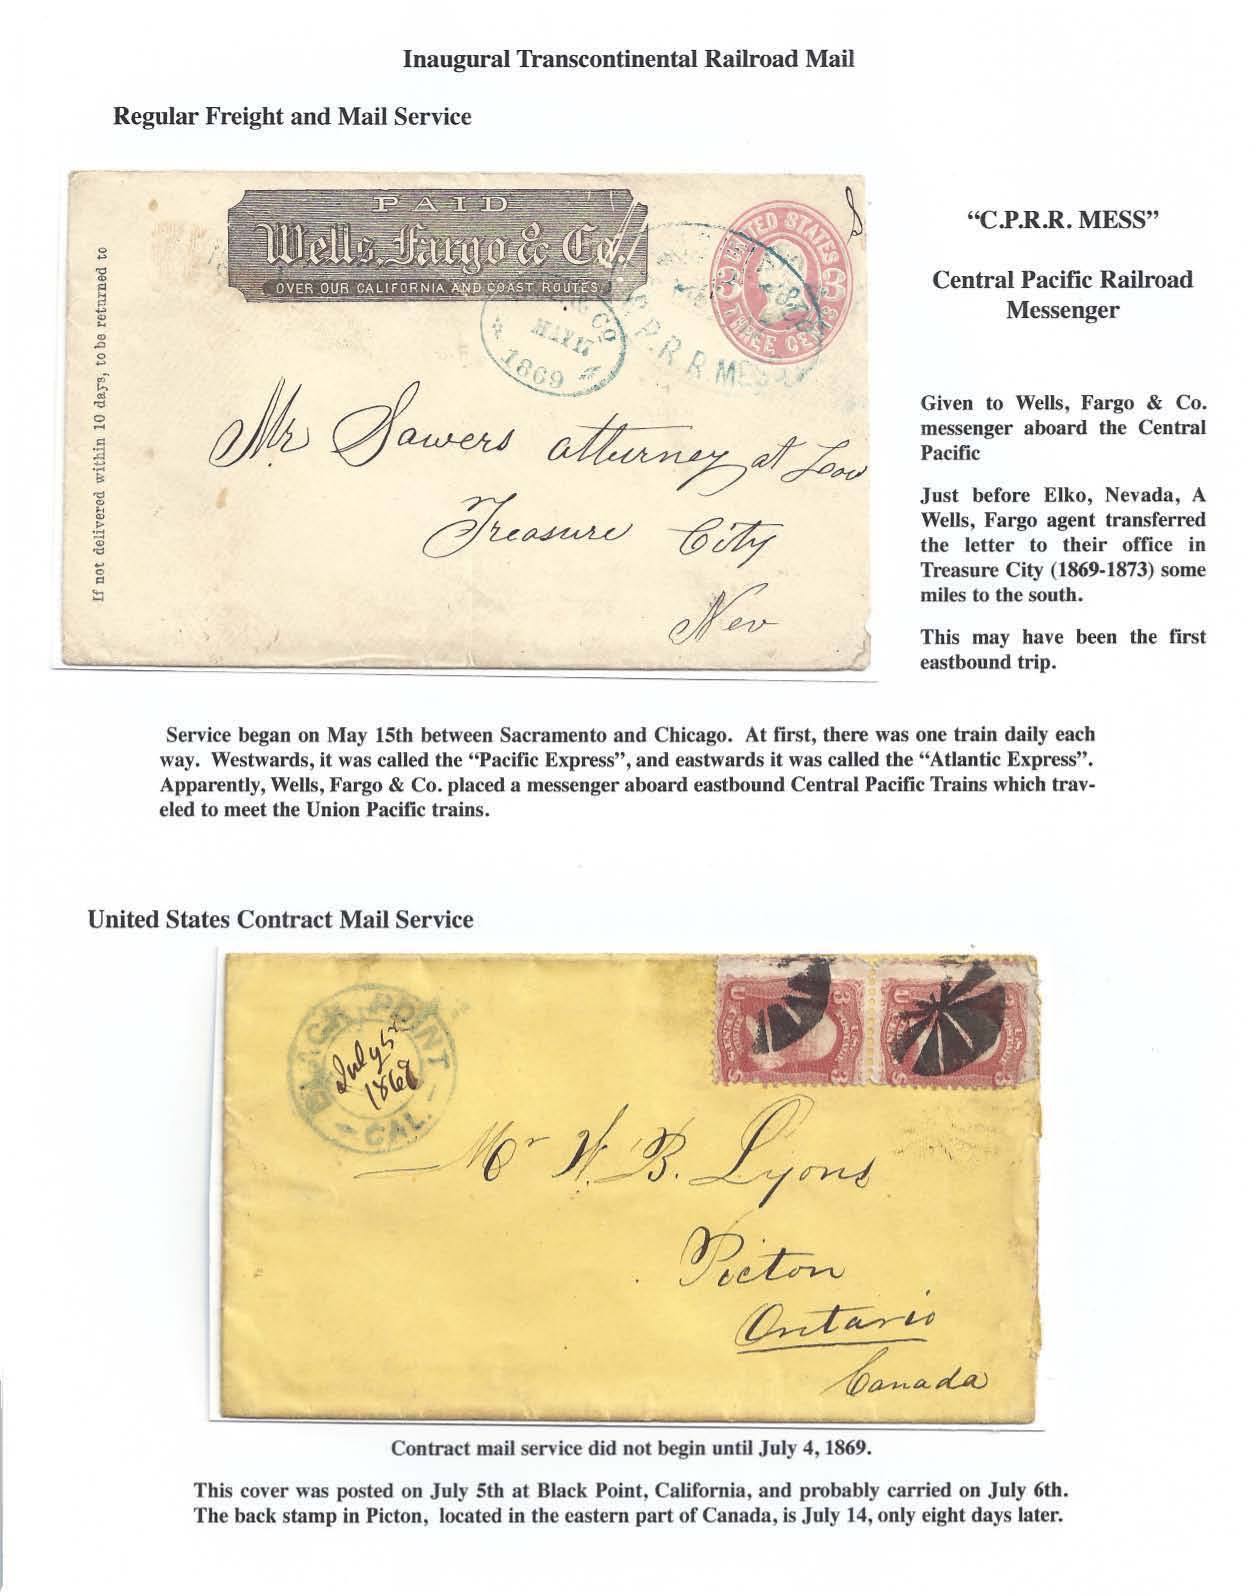 Inaugural Transcontinental Railroad Mail
Regular Freight and Mail Service
If not delivered within 10 days, to be returned to
PAID
Wells, Fargo & Co.
OVER OUR CALIFORNIA AND COAST ROUTES.
UNITED STATES
3 3
THREE CENTS
& CO
MAY 17
1869
C.P.R.R MESS
Mr Sawers attorney at Law
Treasure City
Nev
“C.P.R.R. MESS”
Central Pacific Railroad
Messenger
Given to Wells, Fargo & Co.
messenger aboard the Central
Pacific
Just before Elko, Nevada, A
Wells, Fargo agent transferred
the letter to their office in
Treasure City (1869-1873) some
miles to the south.
This may have been the first
eastbound trip.
Service began on May 15th between Sacramento and Chicago. At first, there was one train daily each
way. Westwards, it was called the “Pacific Express”, and eastwards it was called the “Atlantic Express”.
Apparently, Wells, Fargo & Co. placed a messenger aboard eastbound Central Pacific Trains which trav-
eled to meet the Union Pacific trains.
United States Contract Mail Service
BLACK POINT
July 5th
1869
CAL.
Mr W. B. Lyons
Picton
Ontario
Canada
Contract mail service did not begin until July 4, 1869.
This cover was posted on July 5th at Black Point, California, and probably carried on July 6th.
The back stamp in Picton, located in the eastern part of Canada, is July 14, only eight days later.